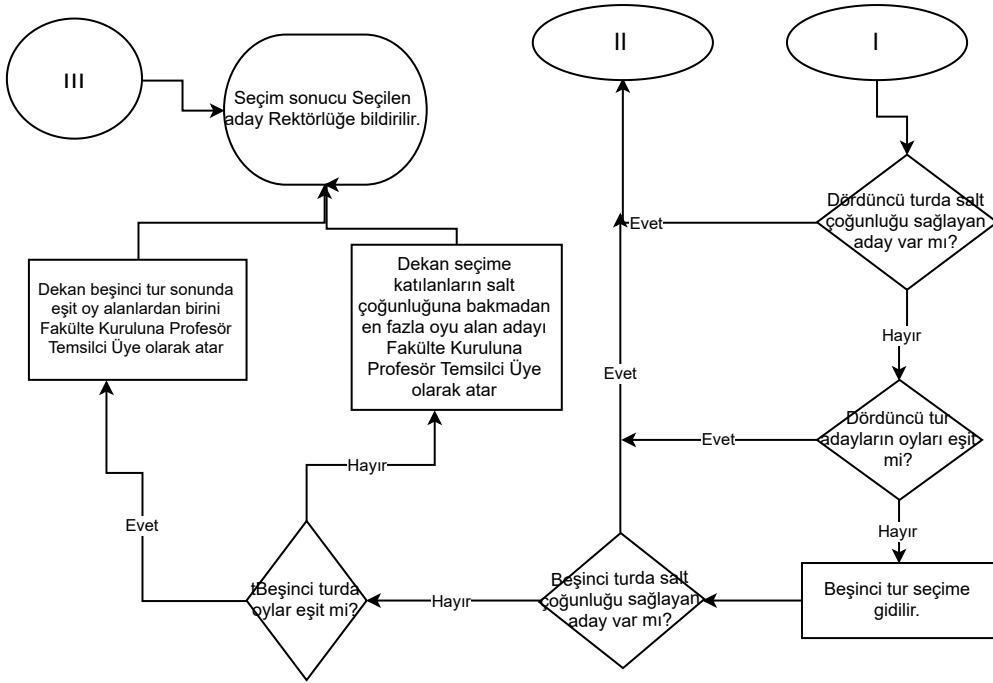 III
Seçim sonucu Seçilen
aday Rektörlüğe bildirilir.
II
I
Dördüncü turda salt
çoğunluğu sağlayan
aday var mı?
Evet
Hayır
Dekan beşinci tur sonunda
eşit oy alanlardan birini
Fakülte Kuruluna Profesör
Temsilci Üye olarak atar
Dekan seçime
katılanların salt
çoğunluğuna bakmadan
en fazla oyu alan adayı
Fakülte Kuruluna
Profesör Temsilci Üye
olarak atar
Evet
Dördüncü tur
adayların oyları eşit
mi?
Evet
Hayır
Hayır
Evet
tBeşinci turda
oylar eşit mi?
Hayır
Beşinci turda salt
çoğunluğu sağlayan
aday var mı?
Beşinci tur seçime
gidilir.